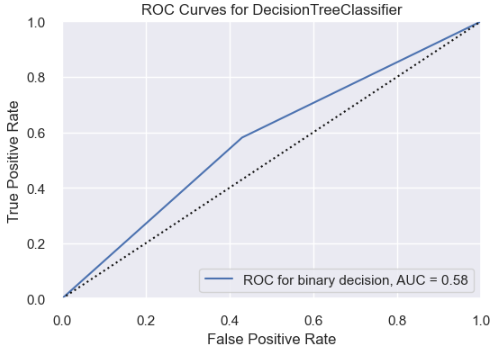 ROC Curves for DecisionTreeClassifier
1.0
0.8
0.6
0.4
0.2
0.0
True Positive Rate
ROC for binary decision, AUC = 0.58
0.0 0.2 0.4 0.6 0.8 1.0
False Positive Rate